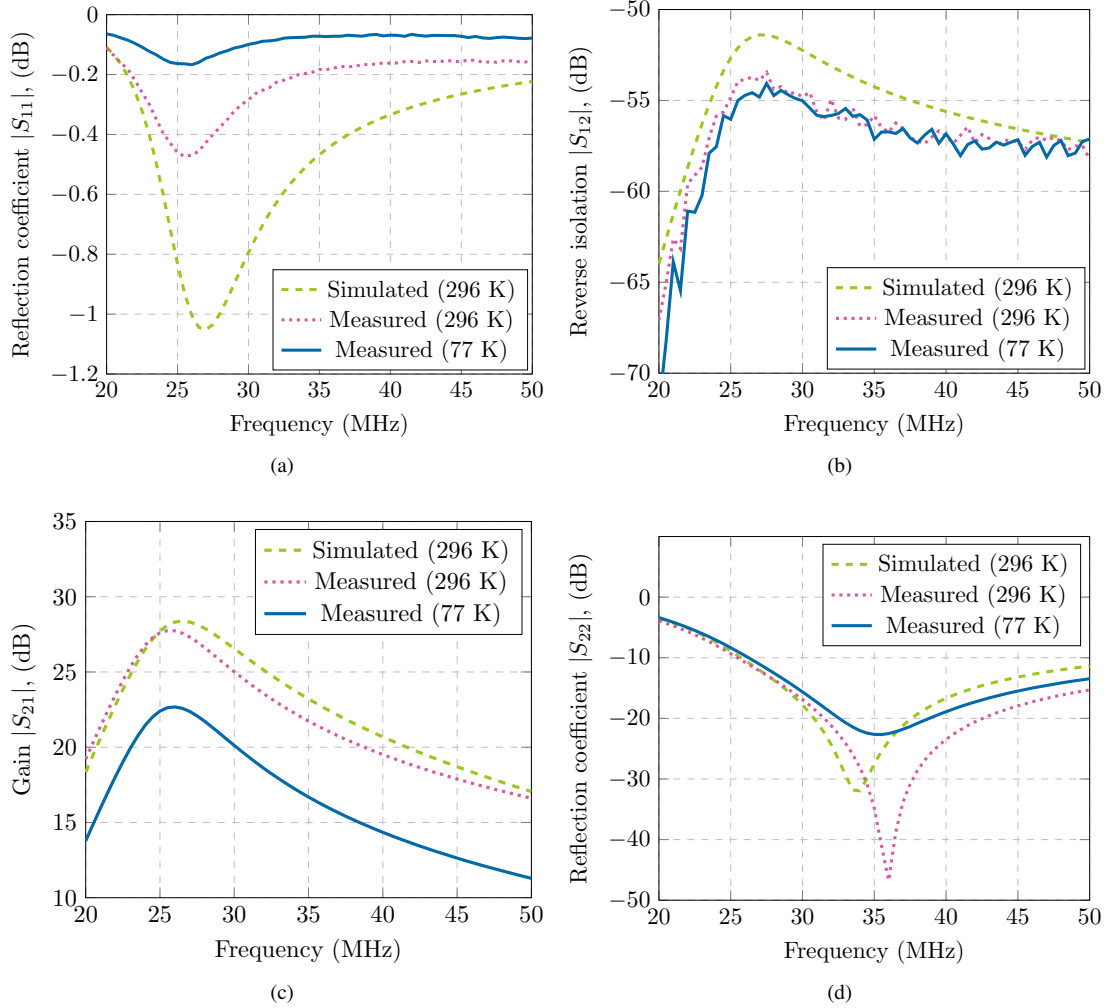 0
−0.2
−0.4
−0.6
−0.8
−1
−1.2
20 25 30 35 40 45 50
Reflection coefficient |S11|, (dB)
Frequency (MHz)
Simulated (296 K)
Measured (296 K)
Measured (77 K)
(a)
−50
−55
−60
−65
−70
20 25 30 35 40 45 50
Reverse isolation |S12|, (dB)
Frequency (MHz)
Simulated (296 K)
Measured (296 K)
Measured (77 K)
(b)
35
30
25
20
15
10
20 25 30 35 40 45 50
Gain |S21|, (dB)
Frequency (MHz)
Simulated (296 K)
Measured (296 K)
Measured (77 K)
(c)
0
−10
−20
−30
−40
−50
20 25 30 35 40 45 50
Reflection coefficient |S22|, (dB)
Frequency (MHz)
Simulated (296 K)
Measured (296 K)
Measured (77 K)
(d)